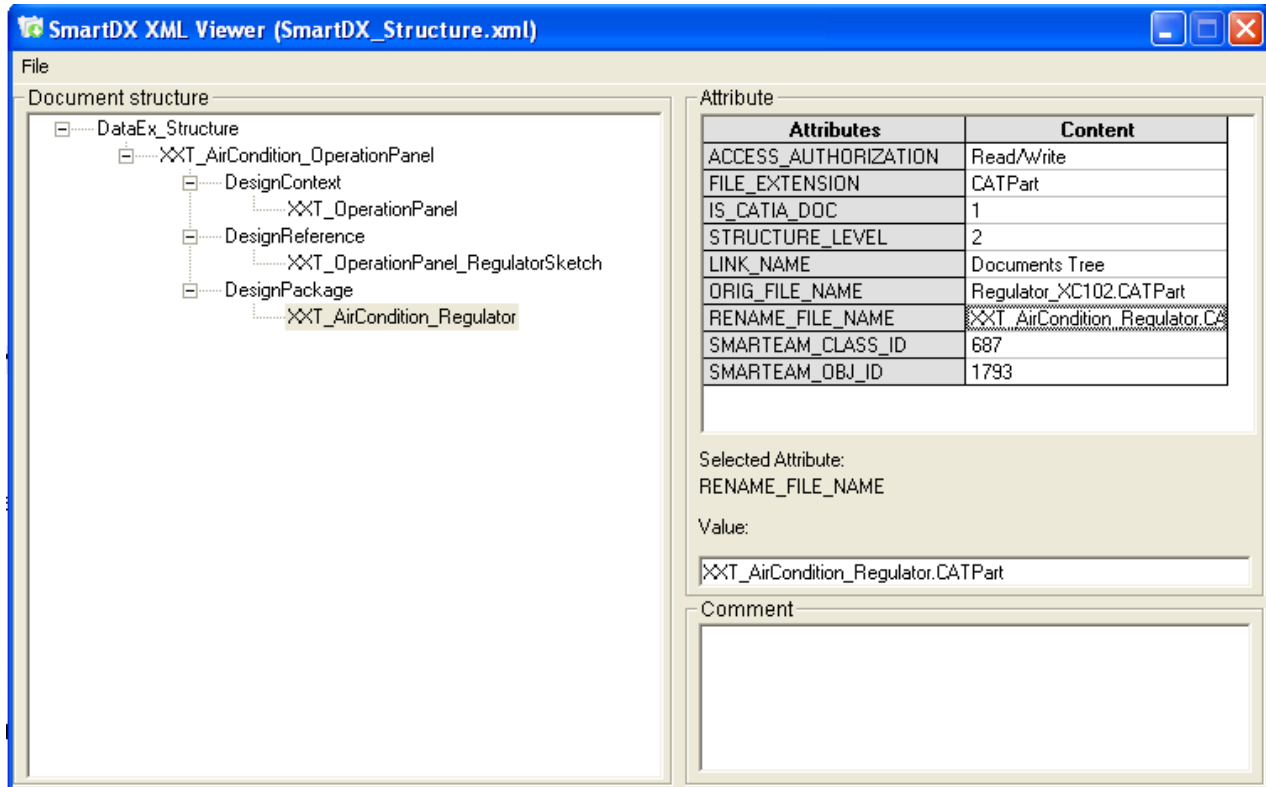 SmartDX XML Viewer (SmartDX_Structure.xml)
File
Document structure
DataEx_Structure
XXT_AirCondition_OperationPanel
DesignContext
XXT_OperationPanel
DesignReference
XXT_OperationPanel_RegulatorSketch
DesignPackage
XXT_AirCondition_Regulator
Attribute
Attributes Content
ACCESS_AUTHORIZATION Read/Write
FILE_EXTENSION CATPart
IS_CATIA_DOC 1
STRUCTURE_LEVEL 2
LINK_NAME Documents Tree
ORIG_FILE_NAME Regulator_XC102.CATPart
RENAME_FILE_NAME XXT_AirCondition_Regulator.CA
SMARTEAM_CLASS_ID 687
SMARTEAM_OBJ_ID 1793
Selected Attribute:
RENAME_FILE_NAME
Value:
XXT_AirCondition_Regulator.CATPart
Comment